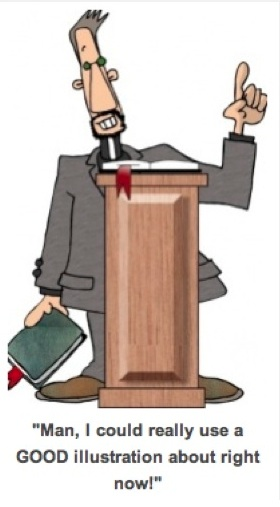 "Man, I could really use a
GOOD illustration about right
now!"